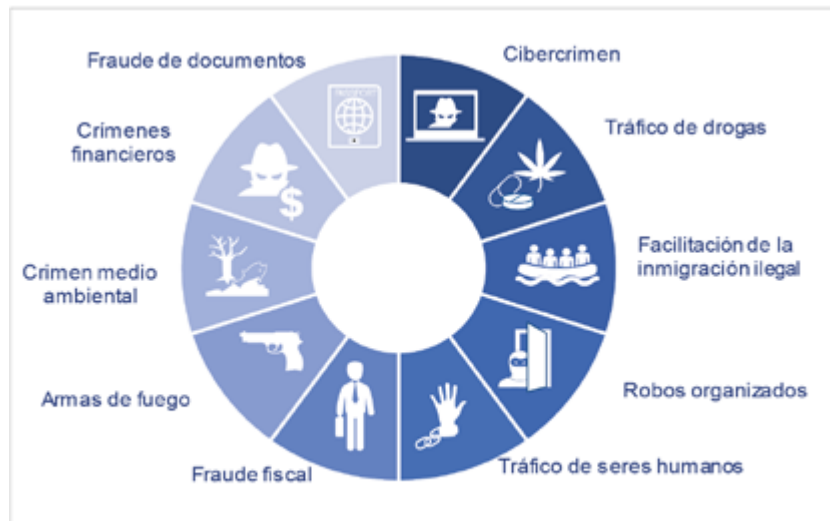 Fraude de documentos
Cibercrimen
Crímenes
financieros
Tráfico de drogas
Crimen medio
ambiental
Facilitación de la
inmigración ilegal
Armas de fuego
Robos organizados
Fraude fiscal
Tráfico de seres humanos